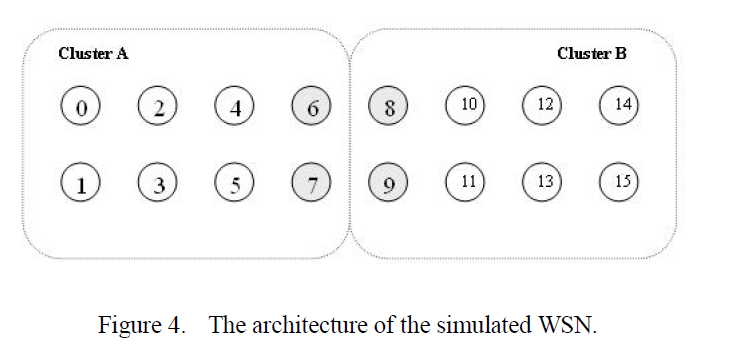 Cluster A Cluster B
0 2 4 6 8 10 12 14
1 3 5 7 9 11 13 15
Figure 4. The architecture of the simulated WSN.